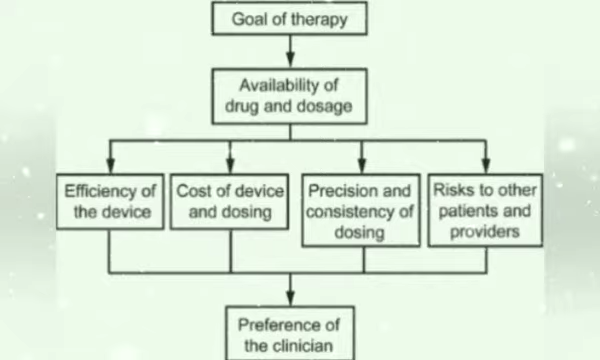 Goal of therapy
Availability of
drug and dosage
Efficiency of
the device
Cost of device
and dosing
Precision and
consistency of
dosing
Risks to other
patients and
providers
Preference of
the clinician